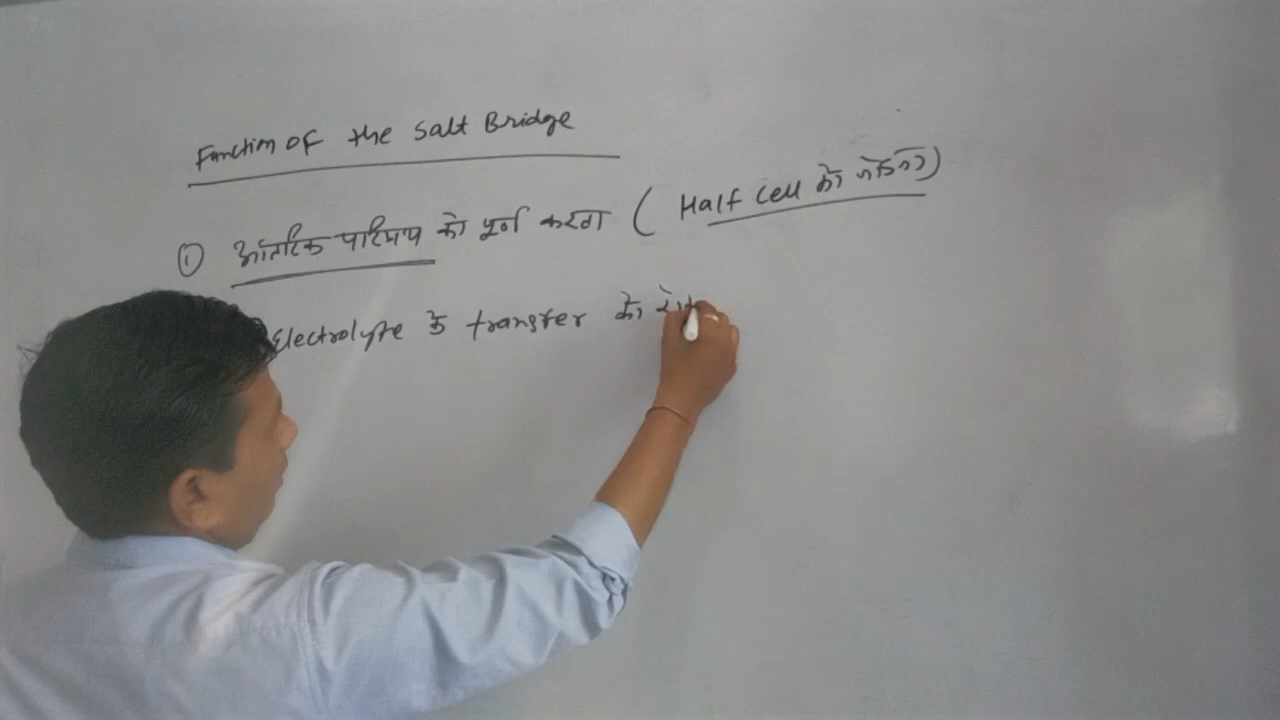 Function of the Salt Bridge
① आंतरिक परिपथ को पूर्ण करना ( Half Cell को जोड़ना)
Electrolyte के transfer को